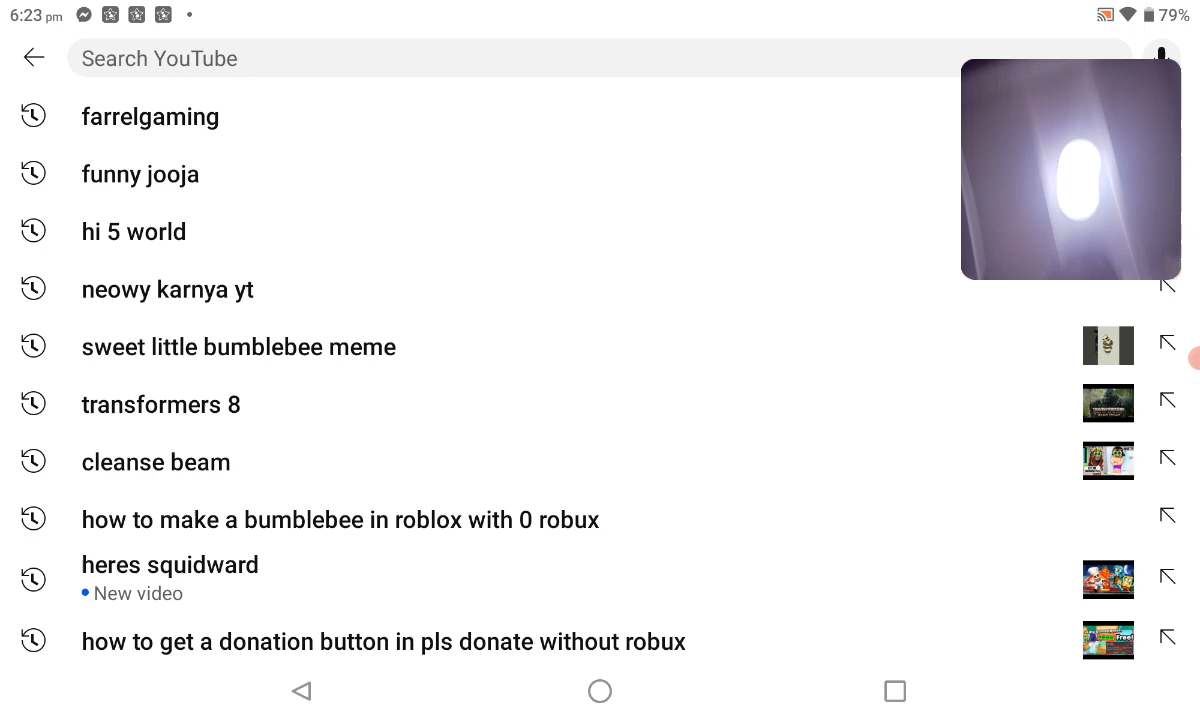 6:23 pm
79%
Search YouTube
farrelgaming
funny jooja
hi 5 world
neowy karnya yt
sweet little bumblebee meme
transformers 8
cleanse beam
how to make a bumblebee in roblox with 0 robux
heres squidward
New video
how to get a donation button in pls donate without robux